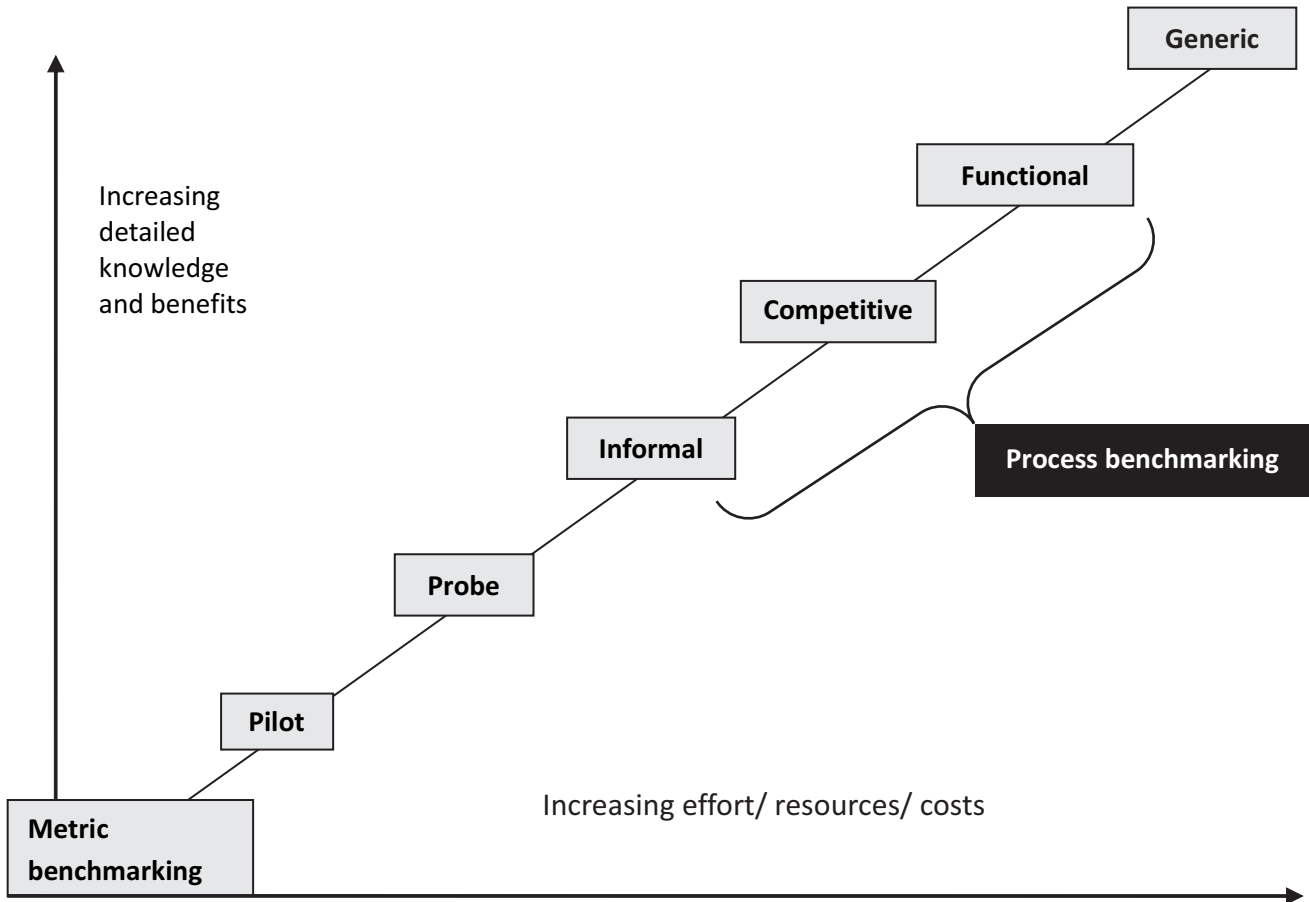 Generic
Functional
Increasing
detailed
knowledge
and benefits
Competitive
Informal
Process benchmarking
Probe
Pilot
Increasing effort/ resources/ costs
Metric
benchmarking